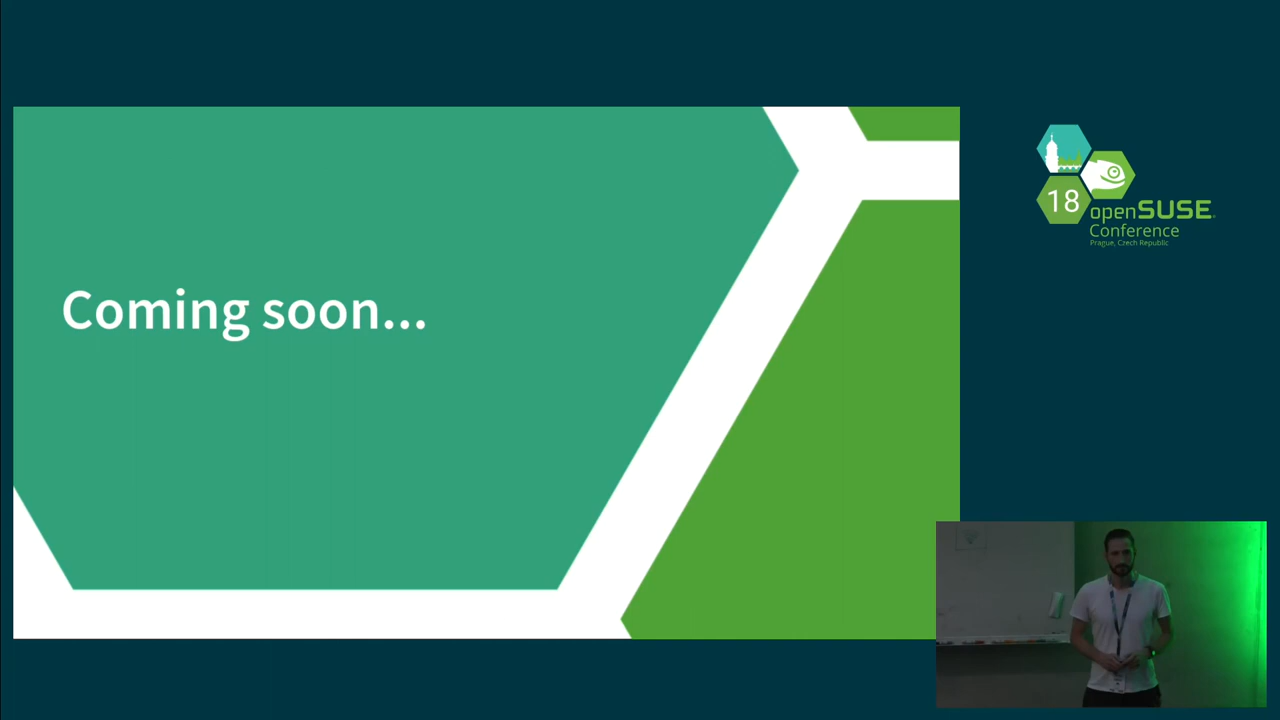 Coming soon...
18
openSUSE
Conference
Prague, Czech Republic